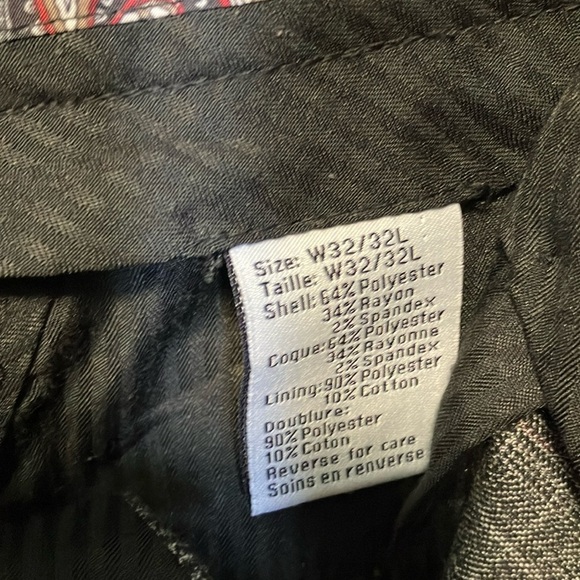 Size: W32/32L
Taille: W32/32L
Shell: 64% Polyester
34% Rayon
2% Spandex
Coque: 64% Polyester
34% Rayonne
2% Spandex
Lining: 90% Polyester
10% Cotton
Doublure:
90% Polyester
10% Coton
Reverse for care
Soins en renverse